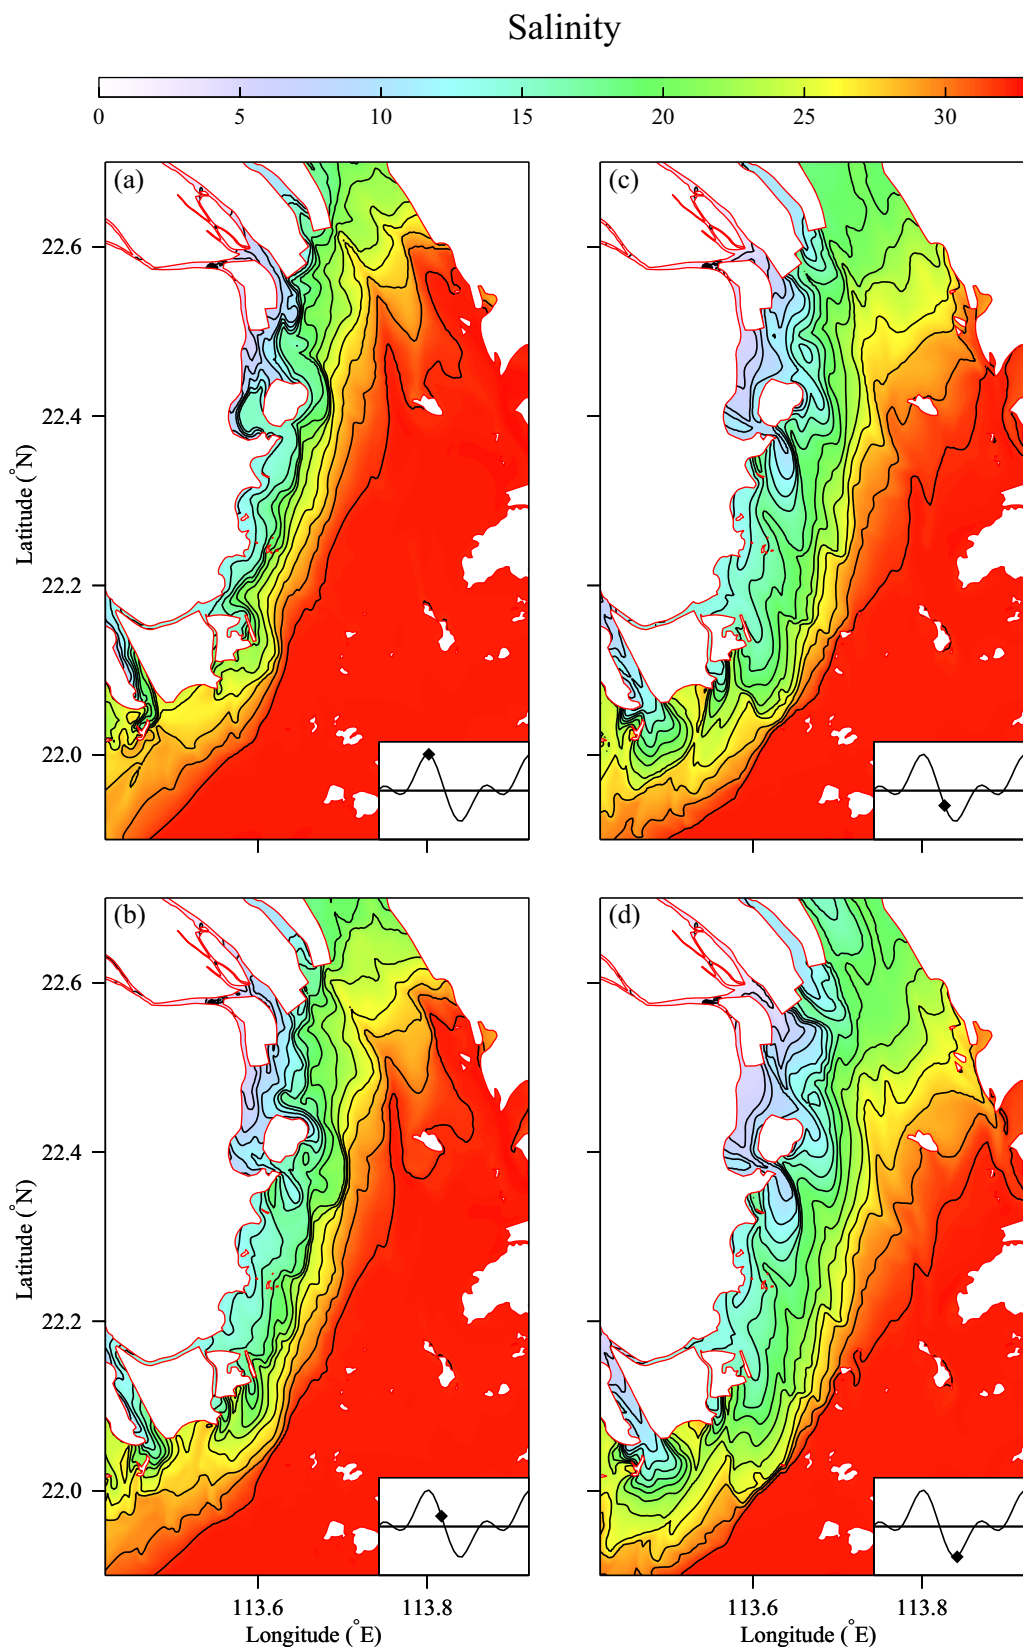 Salinity
0 5 10 15 20 25 30
(a)
(c)
22.6
22.4
22.2
22.0
Latitude (°N)
(b)
(d)
22.6
22.4
22.2
22.0
Latitude (°N)
113.6 113.8
113.6 113.8
Longitude (°E)
Longitude (°E)